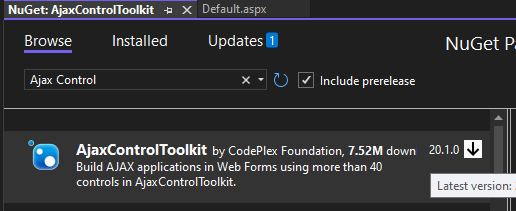 NuGet: AjaxControlToolkit
Default.aspx
Browse
Installed
Updates 1
NuGet Pa
Ajax Control
Include prerelease
AjaxControlToolkit by CodePlex Foundation, 7.52M down
20.1.0
Build AJAX applications in Web Forms using more than 40
controls in AjaxControlToolkit.
Latest version: